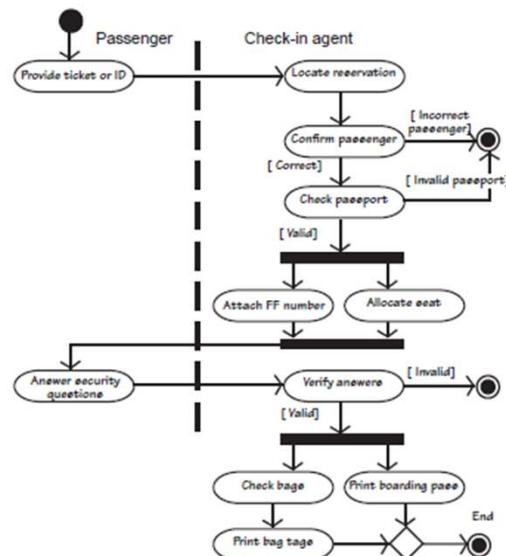 Passenger
Check-in agent
Provide ticket or ID
Locate reservation
[ Incorrect
passenger]
Confirm passenger
[ Correct]
[ Invalid passport]
Check passport
[ Valid]
Attach FF number
Allocate seat
Answer security
questions
Verify answers
[ Invalid]
[ Valid]
Check bags
Print boarding pass
End
Print bag tags